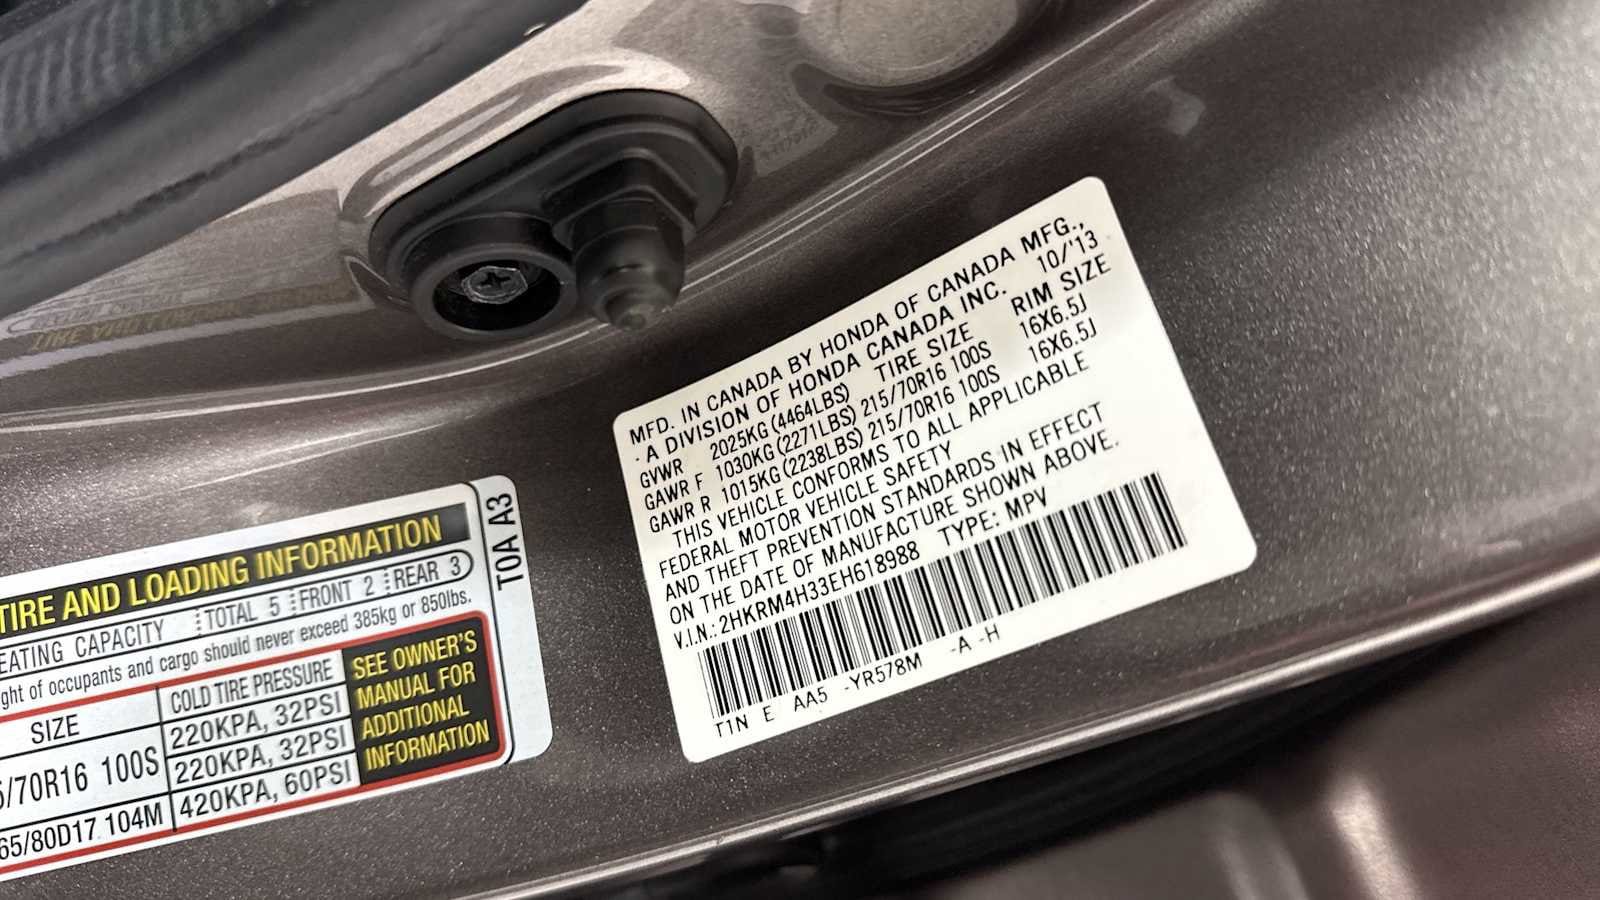 MFD. IN CANADA BY HONDA OF CANADA MFG.,
- A DIVISION OF HONDA CANADA INC. 10/'13
GVWR 2025KG(4464LBS) TIRE SIZE RIM SIZE
GAWR F 1030KG(2271LBS) 215/70R16 100S 16X6.5J
GAWR R 1015KG(2238LBS) 215/70R16 100S 16X6.5J
THIS VEHICLE CONFORMS TO ALL APPLICABLE
FEDERAL MOTOR VEHICLE SAFETY
AND THEFT PREVENTION STANDARDS IN EFFECT
ON THE DATE OF MANUFACTURE SHOWN ABOVE.
V.I.N.: 2HKRM4H33EH618988 TYPE: MPV
T1N E AA5 -YR578M -A -H
TIRE AND LOADING INFORMATION
T0A A3
EATING CAPACITY TOTAL 5 FRONT 2 REAR 3
ght of occupants and cargo should never exceed 385kg or 850lbs.
SIZE COLD TIRE PRESSURE
220KPA, 32PSI
5/70R16 100S 220KPA, 32PSI
65/80D17 104M 420KPA, 60PSI
SEE OWNER'S
MANUAL FOR
ADDITIONAL
INFORMATION